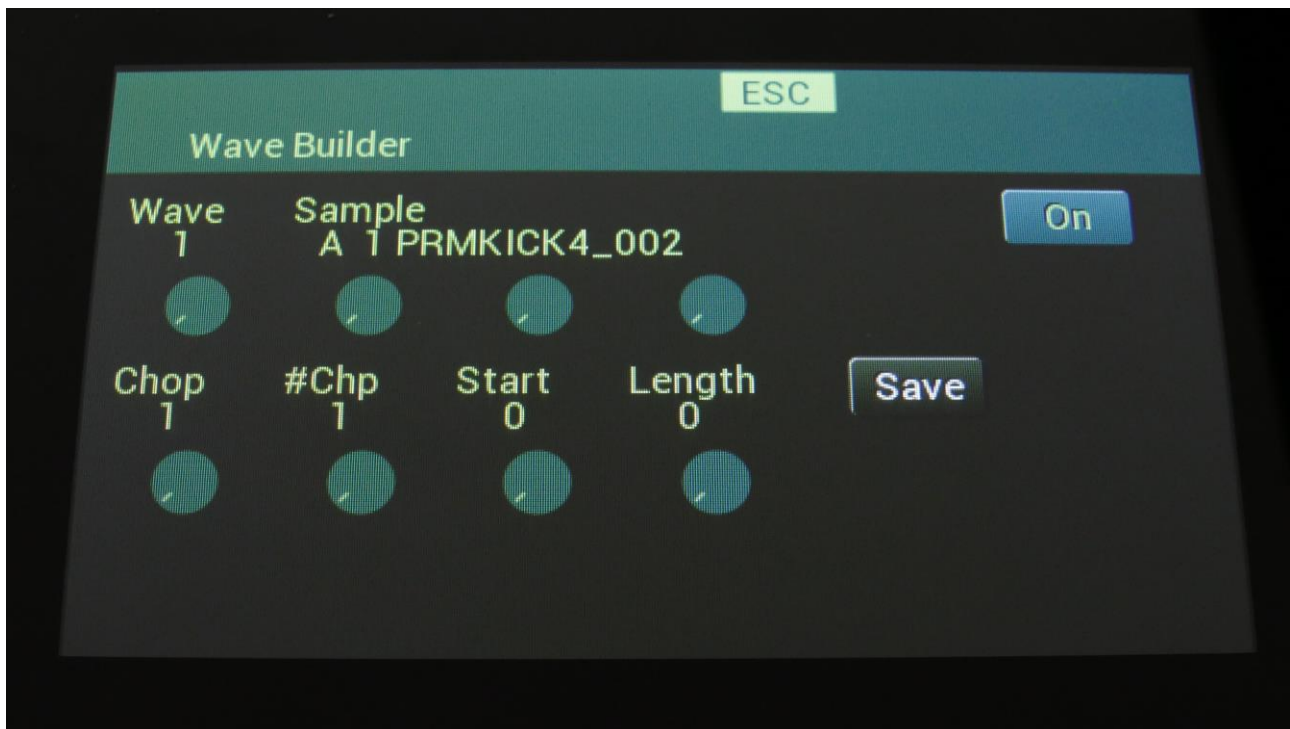 ESC
Wave Builder
Wave Sample On
1 A 1 PRMKICK4_002
Chop #Chp Start Length Save
1 1 0 0